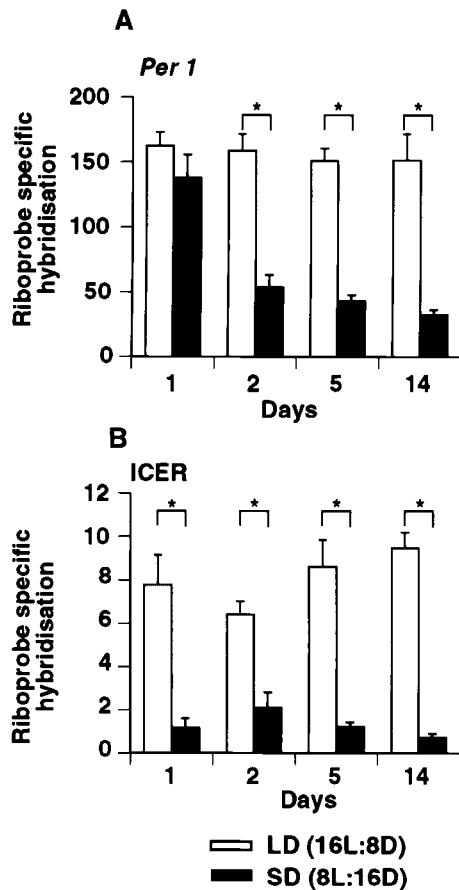 A
Per 1
Riboprobe specific
hybridisation
200
150
100
50
0
* * *
1 2 5 14
Days
B
ICER
Riboprobe specific
hybridisation
12
10
8
6
4
2
0
* * * *
1 2 5 14
Days
LD (16L:8D)
SD (8L:16D)